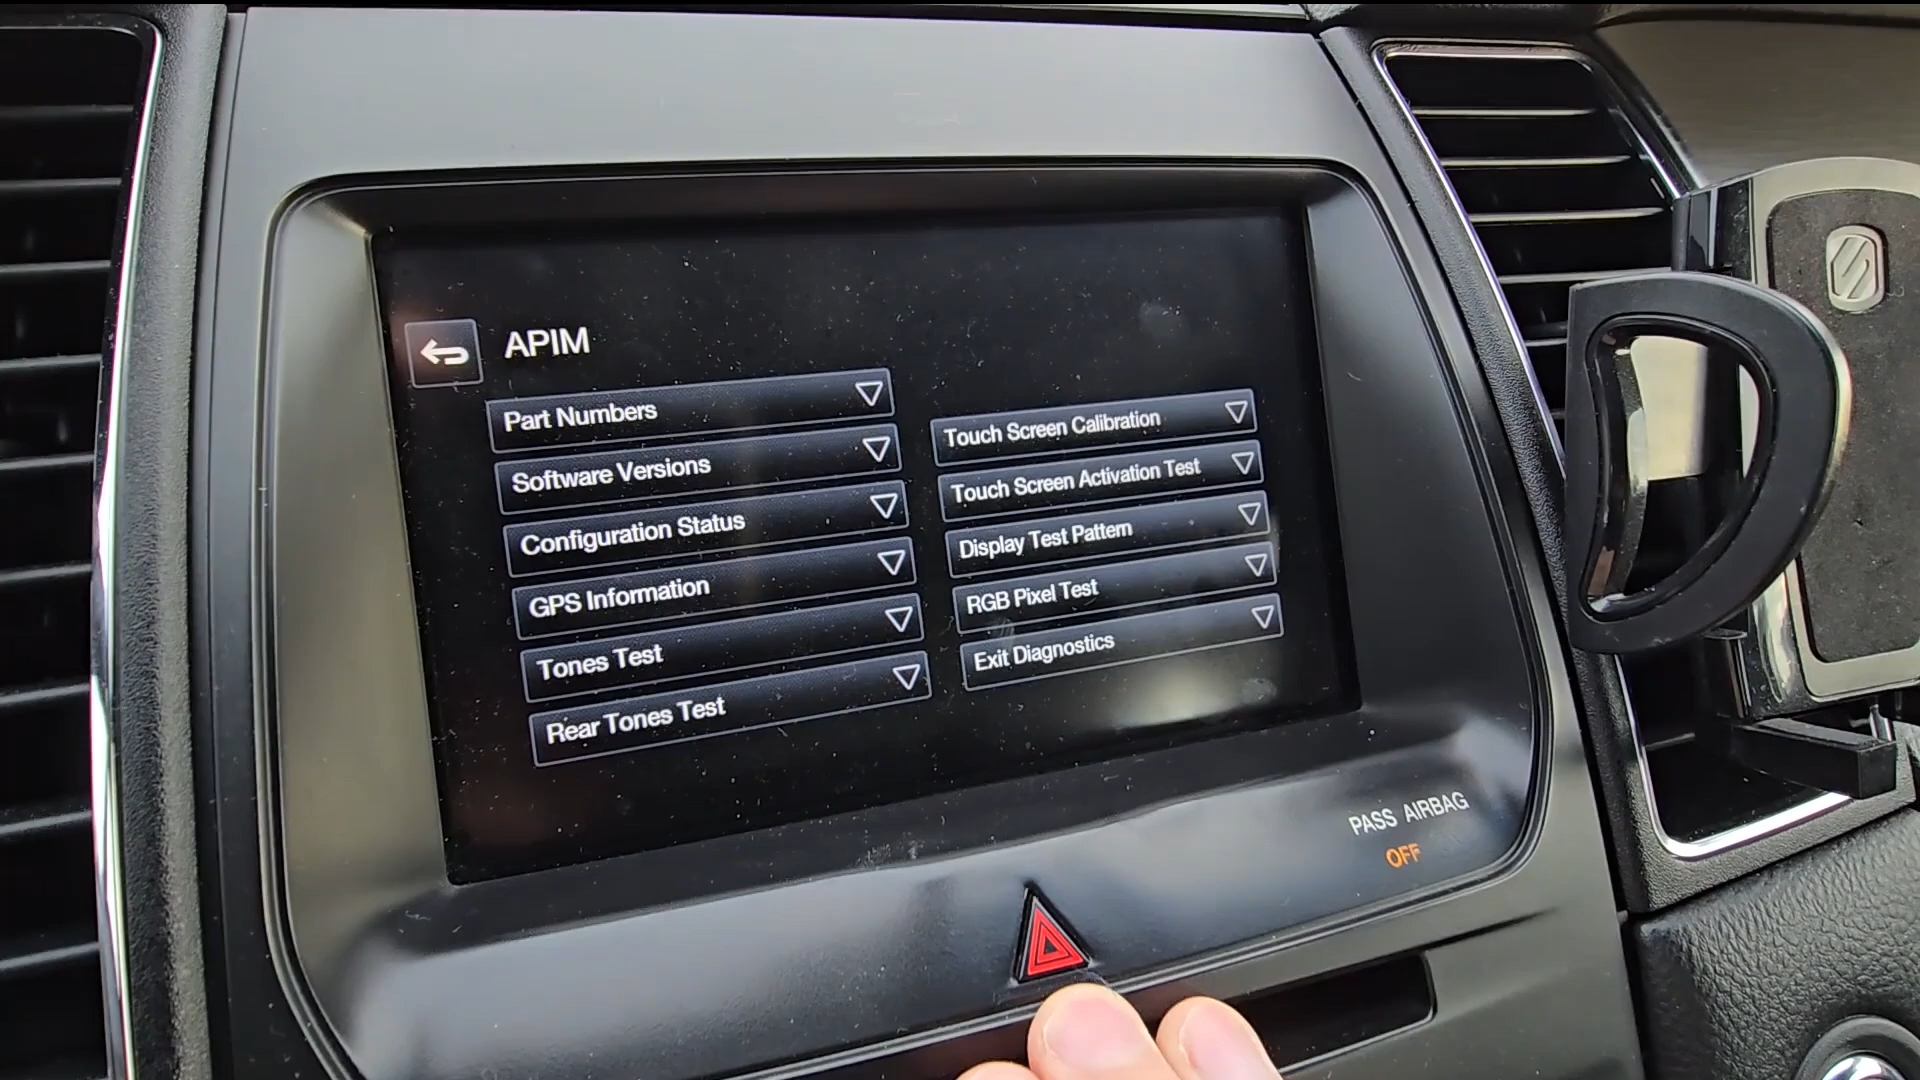 APIM
Part Numbers
Software Versions
Configuration Status
GPS Information
Tones Test
Rear Tones Test
Touch Screen Calibration
Touch Screen Activation Test
Display Test Pattern
RGB Pixel Test
Exit Diagnostics
PASS AIRBAG
OFF